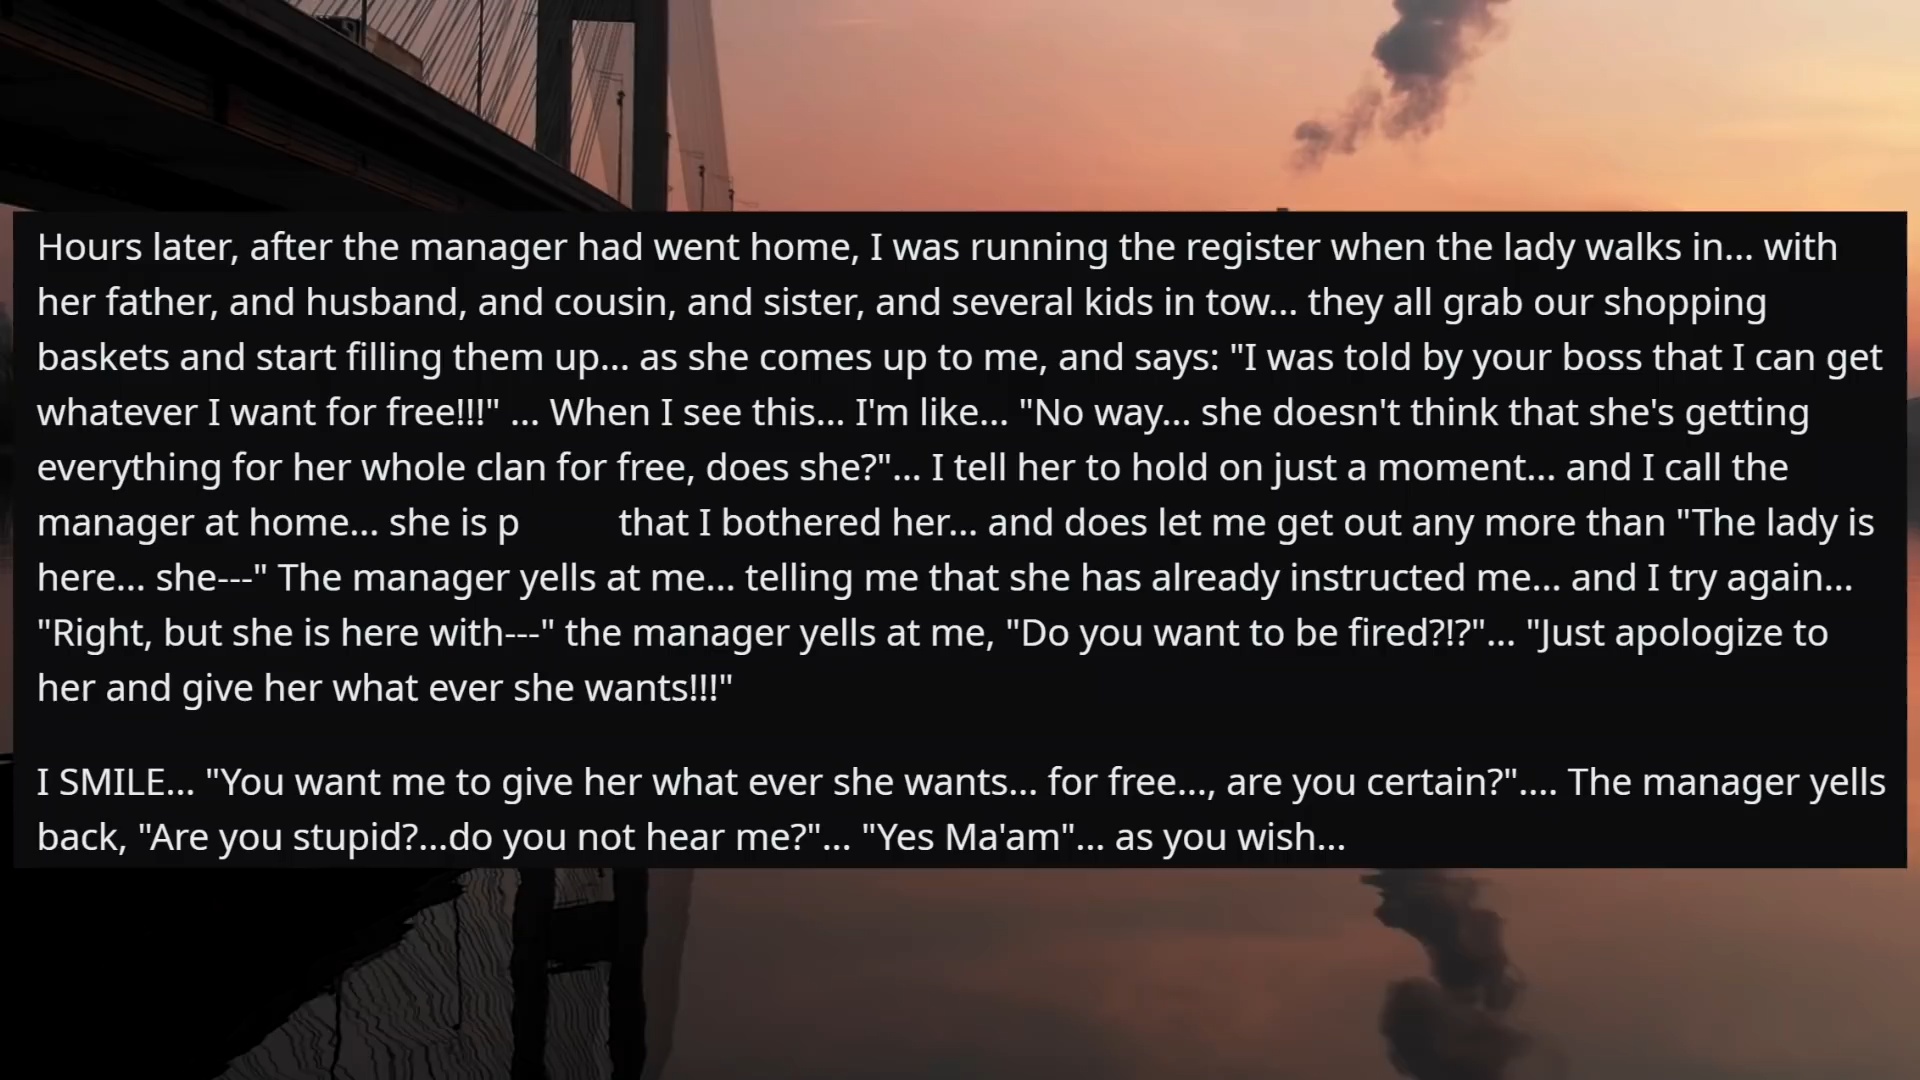 Hours later, after the manager had went home, I was running the register when the lady walks in... with
her father, and husband, and cousin, and sister, and several kids in tow... they all grab our shopping
baskets and start filling them up... as she comes up to me, and says: "I was told by your boss that I can get
whatever I want for free!!!" ... When I see this... I'm like... "No way... she doesn't think that she's getting
everything for her whole clan for free, does she?"... I tell her to hold on just a moment... and I call the
manager at home... she is p that I bothered her... and does let me get out any more than "The lady is
here... she---" The manager yells at me... telling me that she has already instructed me... and I try again...
"Right, but she is here with---" the manager yells at me, "Do you want to be fired?!?"... "Just apologize to
her and give her what ever she wants!!!"
I SMILE... "You want me to give her what ever she wants... for free..., are you certain?".... The manager yells
back, "Are you stupid?...do you not hear me?"... "Yes Ma'am"... as you wish...